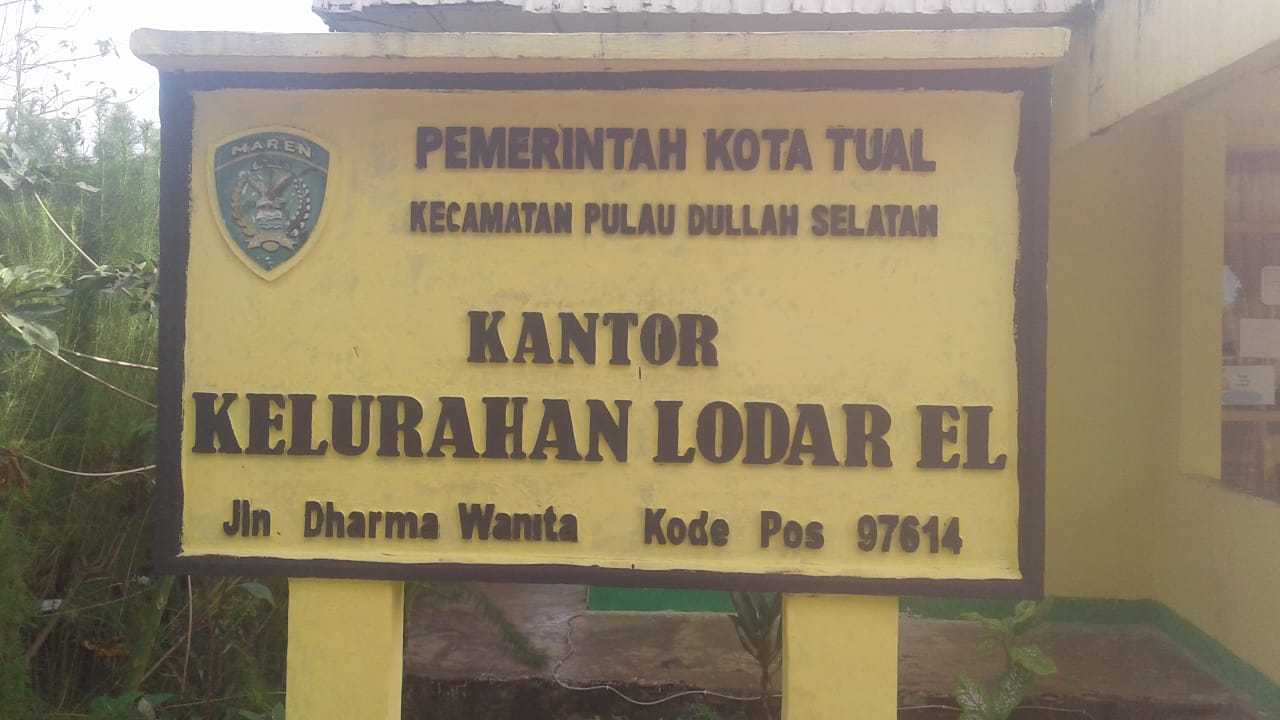 MAREN
PEMERINTAH KOTA TUAL
KECAMATAN PULAU DULLAH SELATAN
KANTOR
KELURAHAN LODAR EL
Jln Dharma Wanita Kode Pos 97614